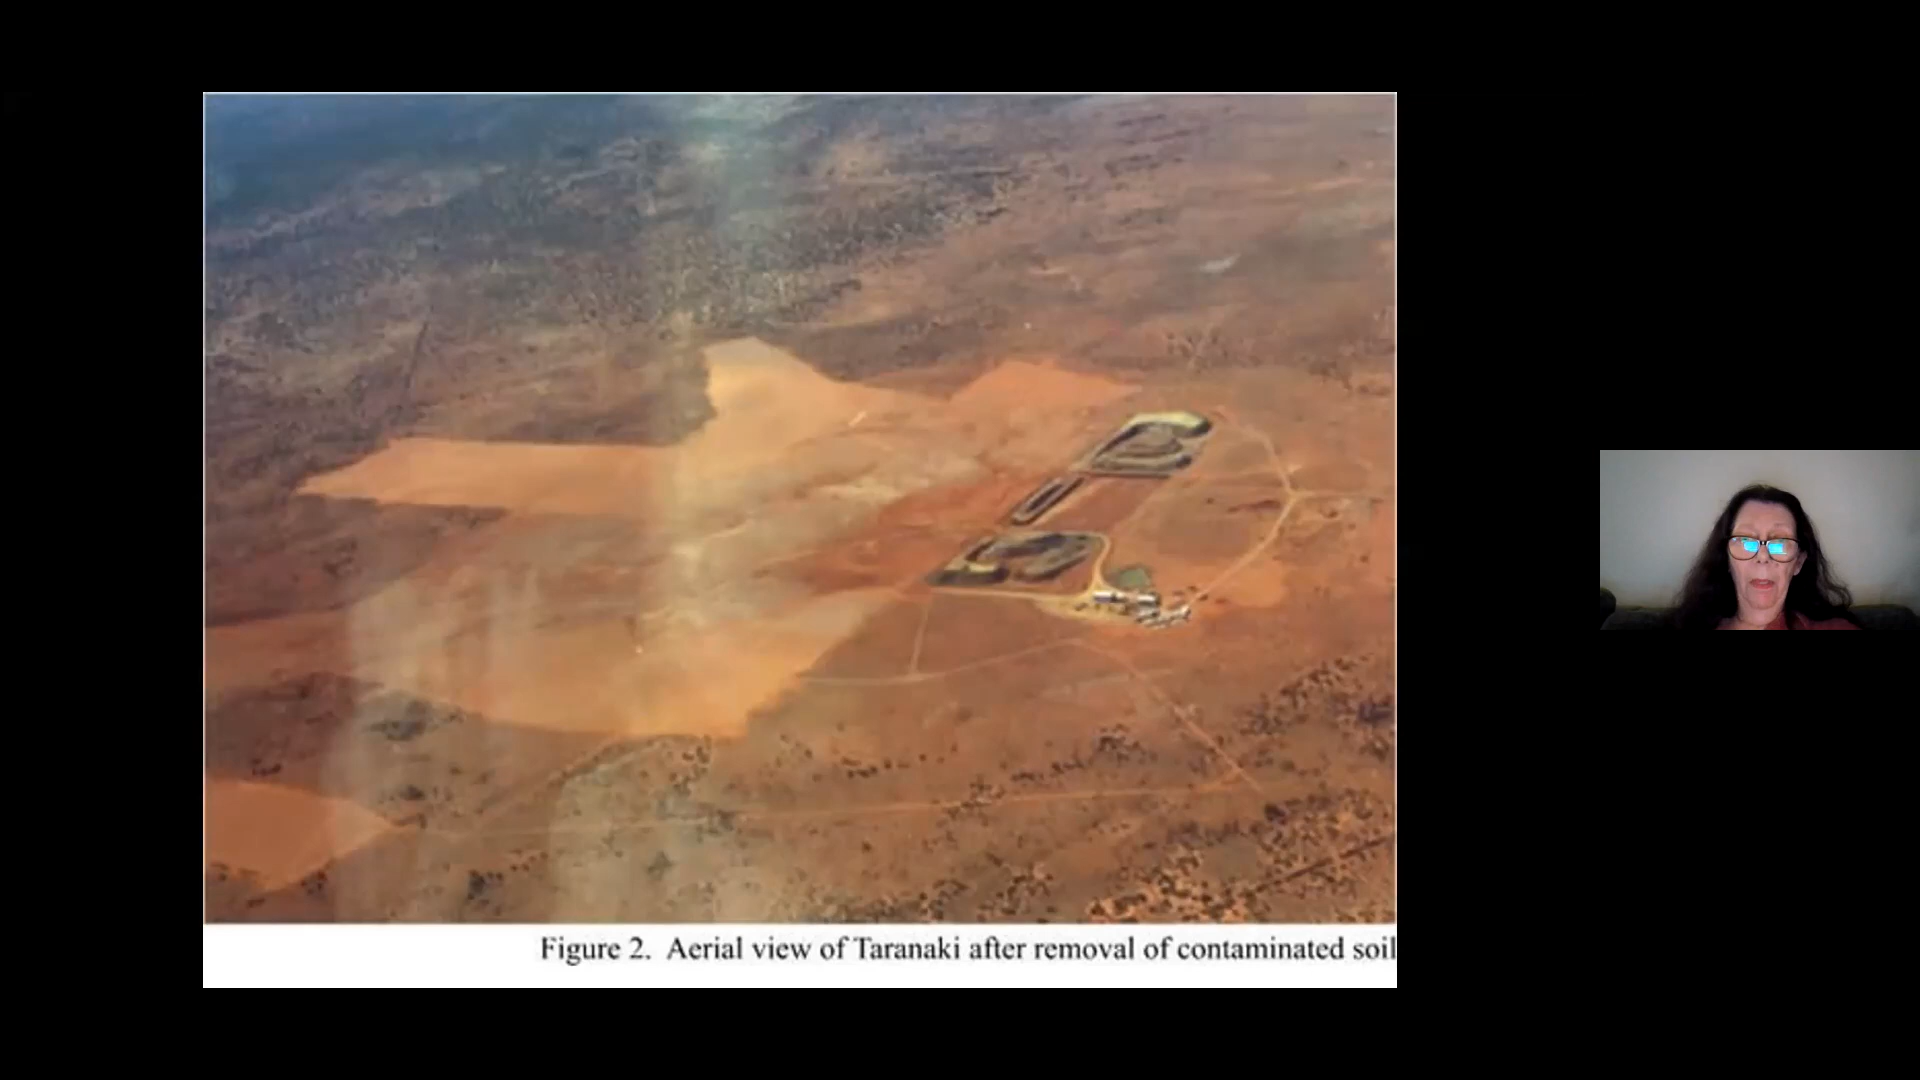 Figure 2. Aerial view of Taranaki after removal of contaminated soil